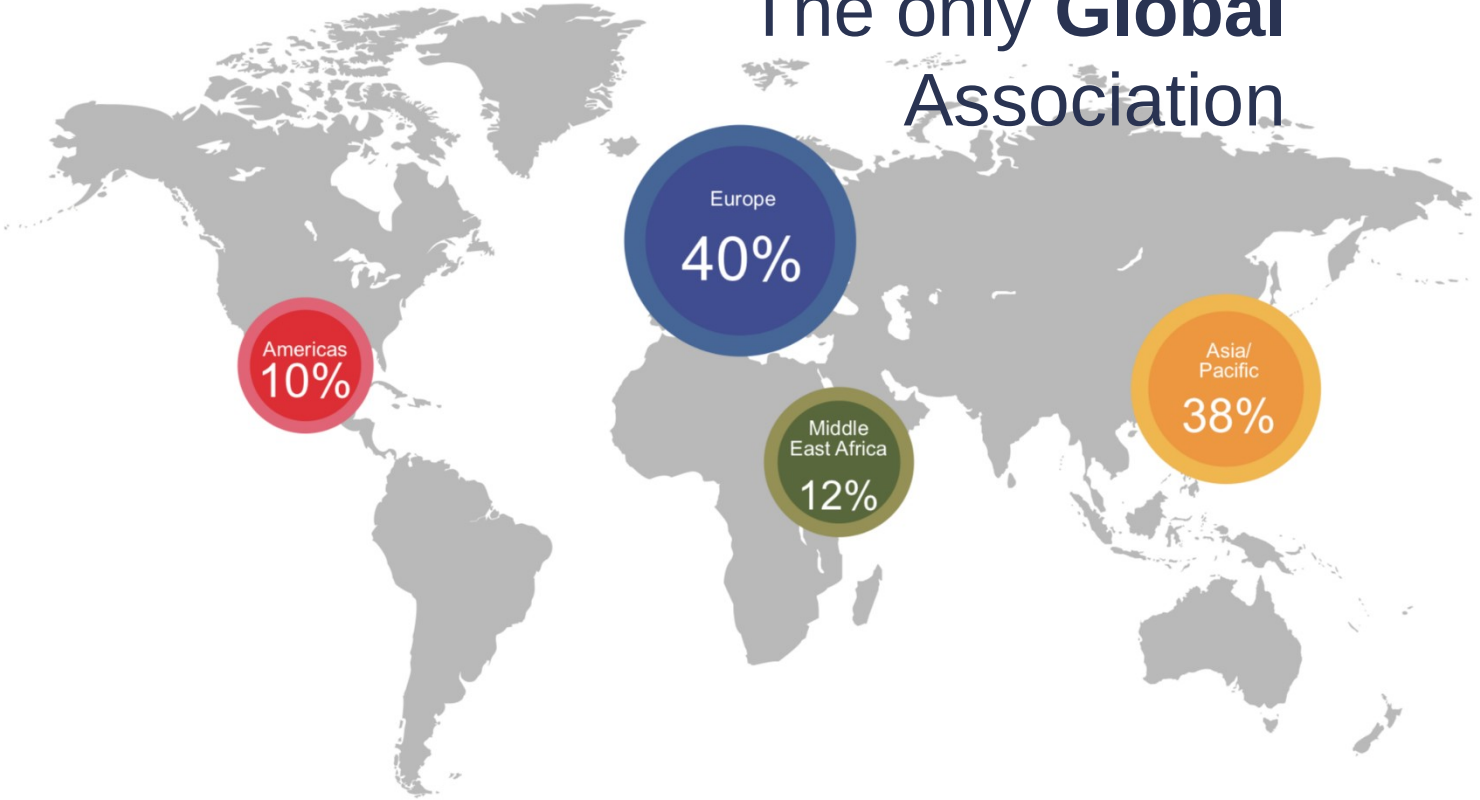 The only Global
Association
Europe
40%
Americas
10%
Asia/
Pacific
38%
Middle
East Africa
12%